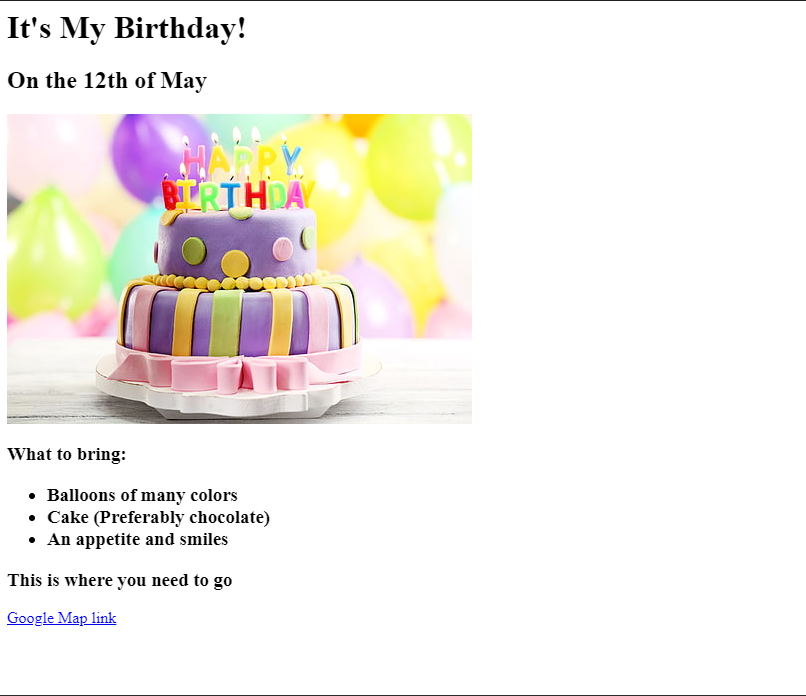 It's My Birthday!
On the 12th of May
HAPPY
BIRTHDAY
What to bring:
Balloons of many colors
Cake (Preferably chocolate)
An appetite and smiles
This is where you need to go
Google Map link